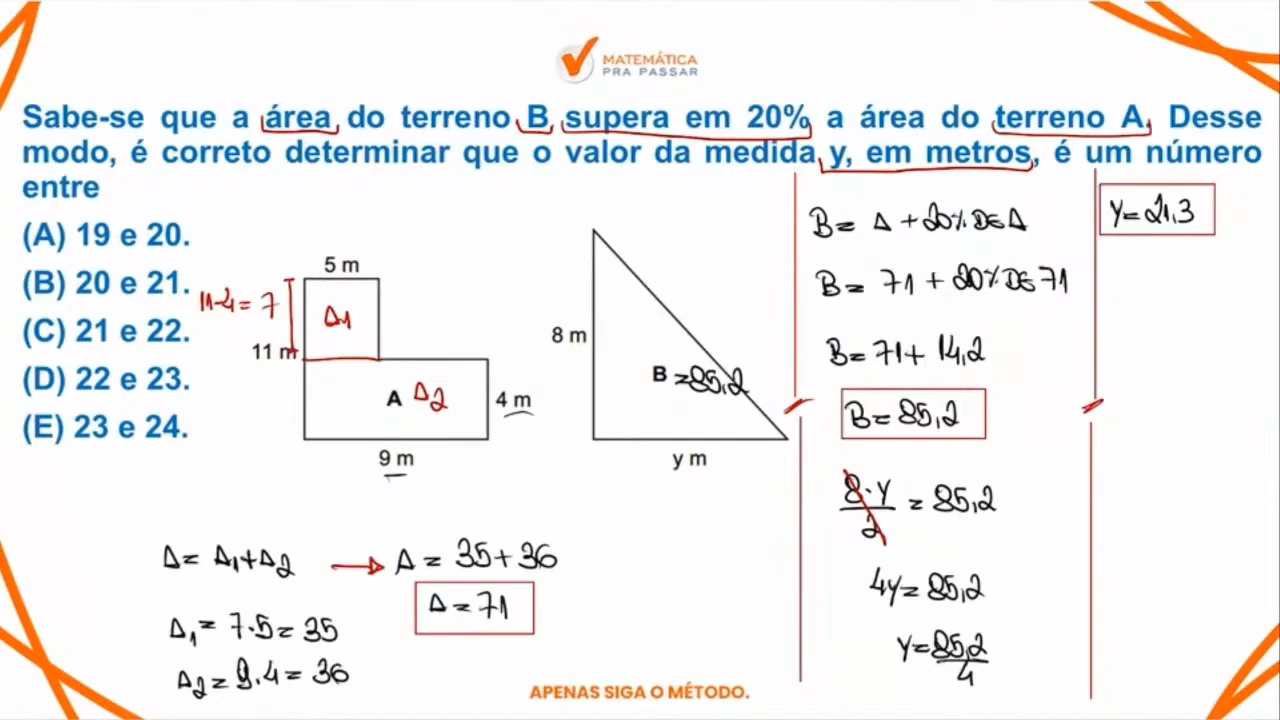 MATEMÁTICA
PRA PASSAR
Sabe-se que a área do terreno B supera em 20% a área do terreno A. Desse
modo, é correto determinar que o valor da medida y, em metros, é um número
entre
(A) 19 e 20.
(B) 20 e 21.
(C) 21 e 22.
(D) 22 e 23.
(E) 23 e 24.
5 m
11-4= 7
A1
11 m
A A2
4 m
9 m
8 m
B =85,2
y m
A= A1+A2
A = 35+36
A=71
A1= 7.5=35
A2=9.4=36
B= A+20% DE A
B= 71+20% DE 71
B=71+14,2
B=85,2
8.y/2 = 85,2
4y=85,2
y=85,2/4
y=21,3
APENAS SIGA O MÉTODO.